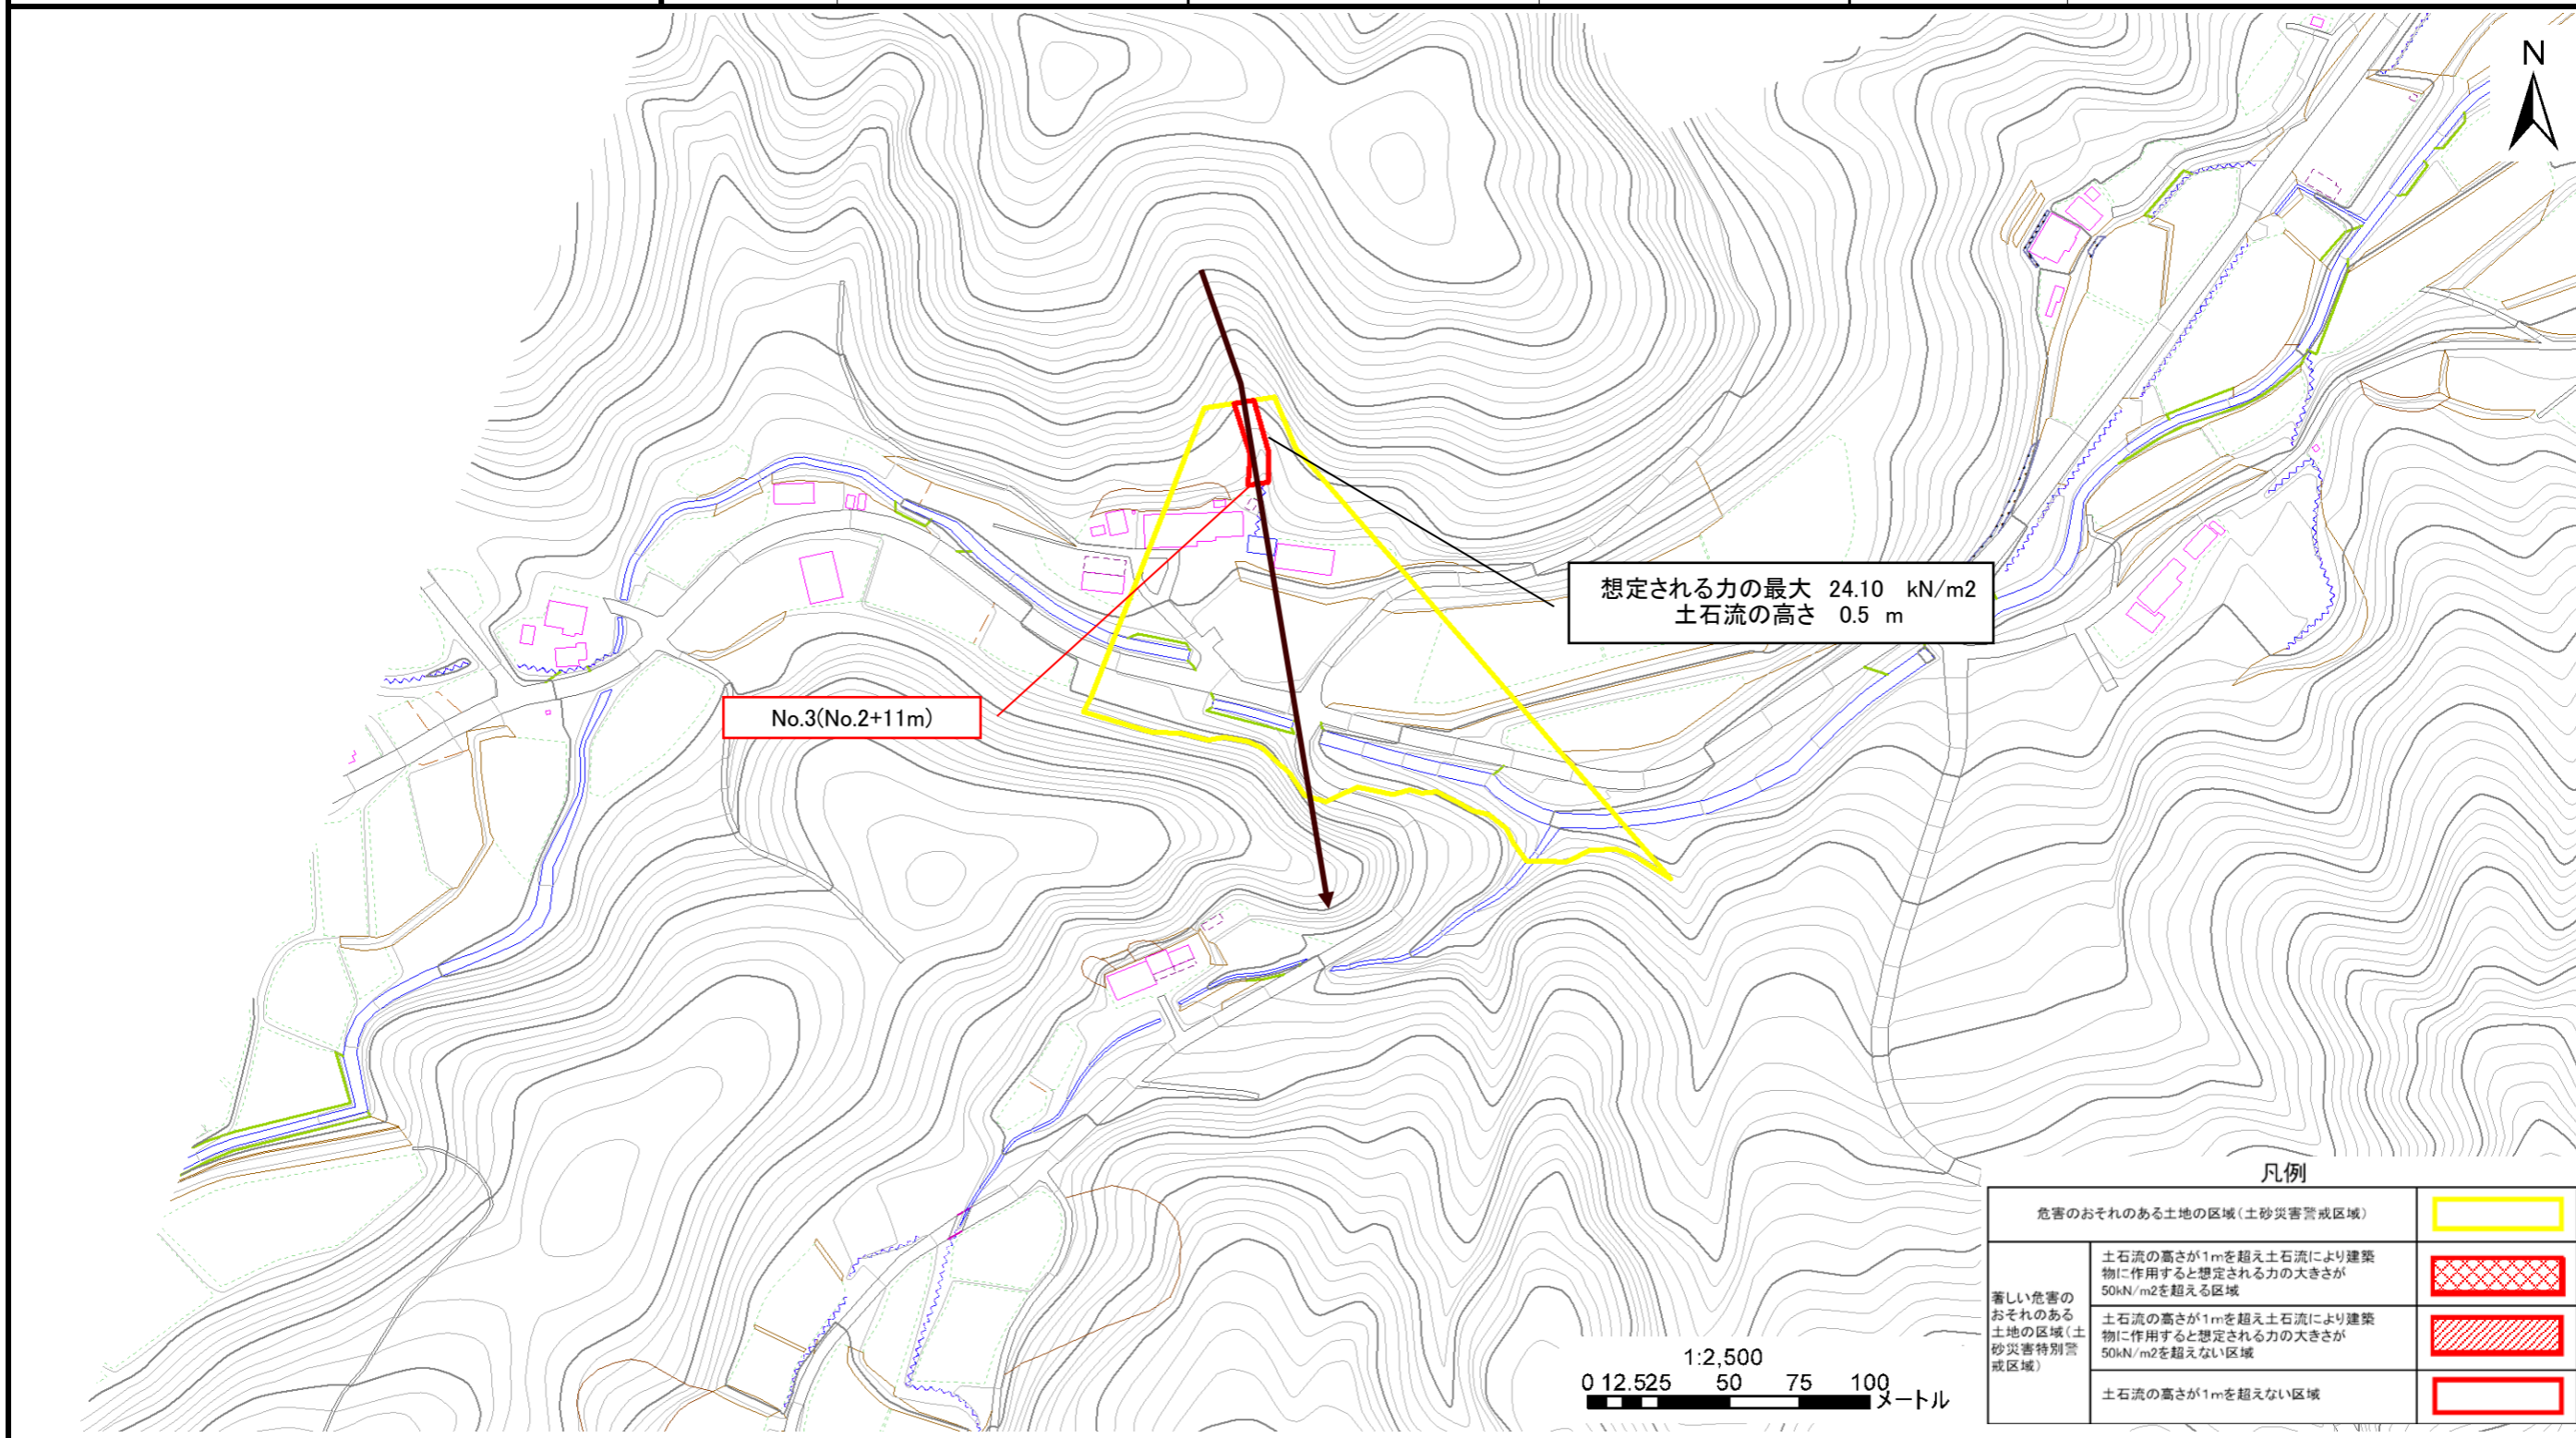 N
想定される力の最大 24.10 kN/m2
土石流の高さ 0.5 m
No.3(No.2+11m)
凡例
危害のおそれのある土地の区域(土砂災害警戒区域)
著しい危害の
おそれのある
土地の区域(土
砂災害特別警
戒区域)
土石流の高さが1mを超え土石流により建築
物に作用すると想定される力の大きさが
50kN/m2を超える区域
土石流の高さが1mを超え土石流により建築
物に作用すると想定される力の大きさが
50kN/m2を超えない区域
土石流の高さが1mを超えない区域
1:2,500
0 12.525 50 75 100
メートル